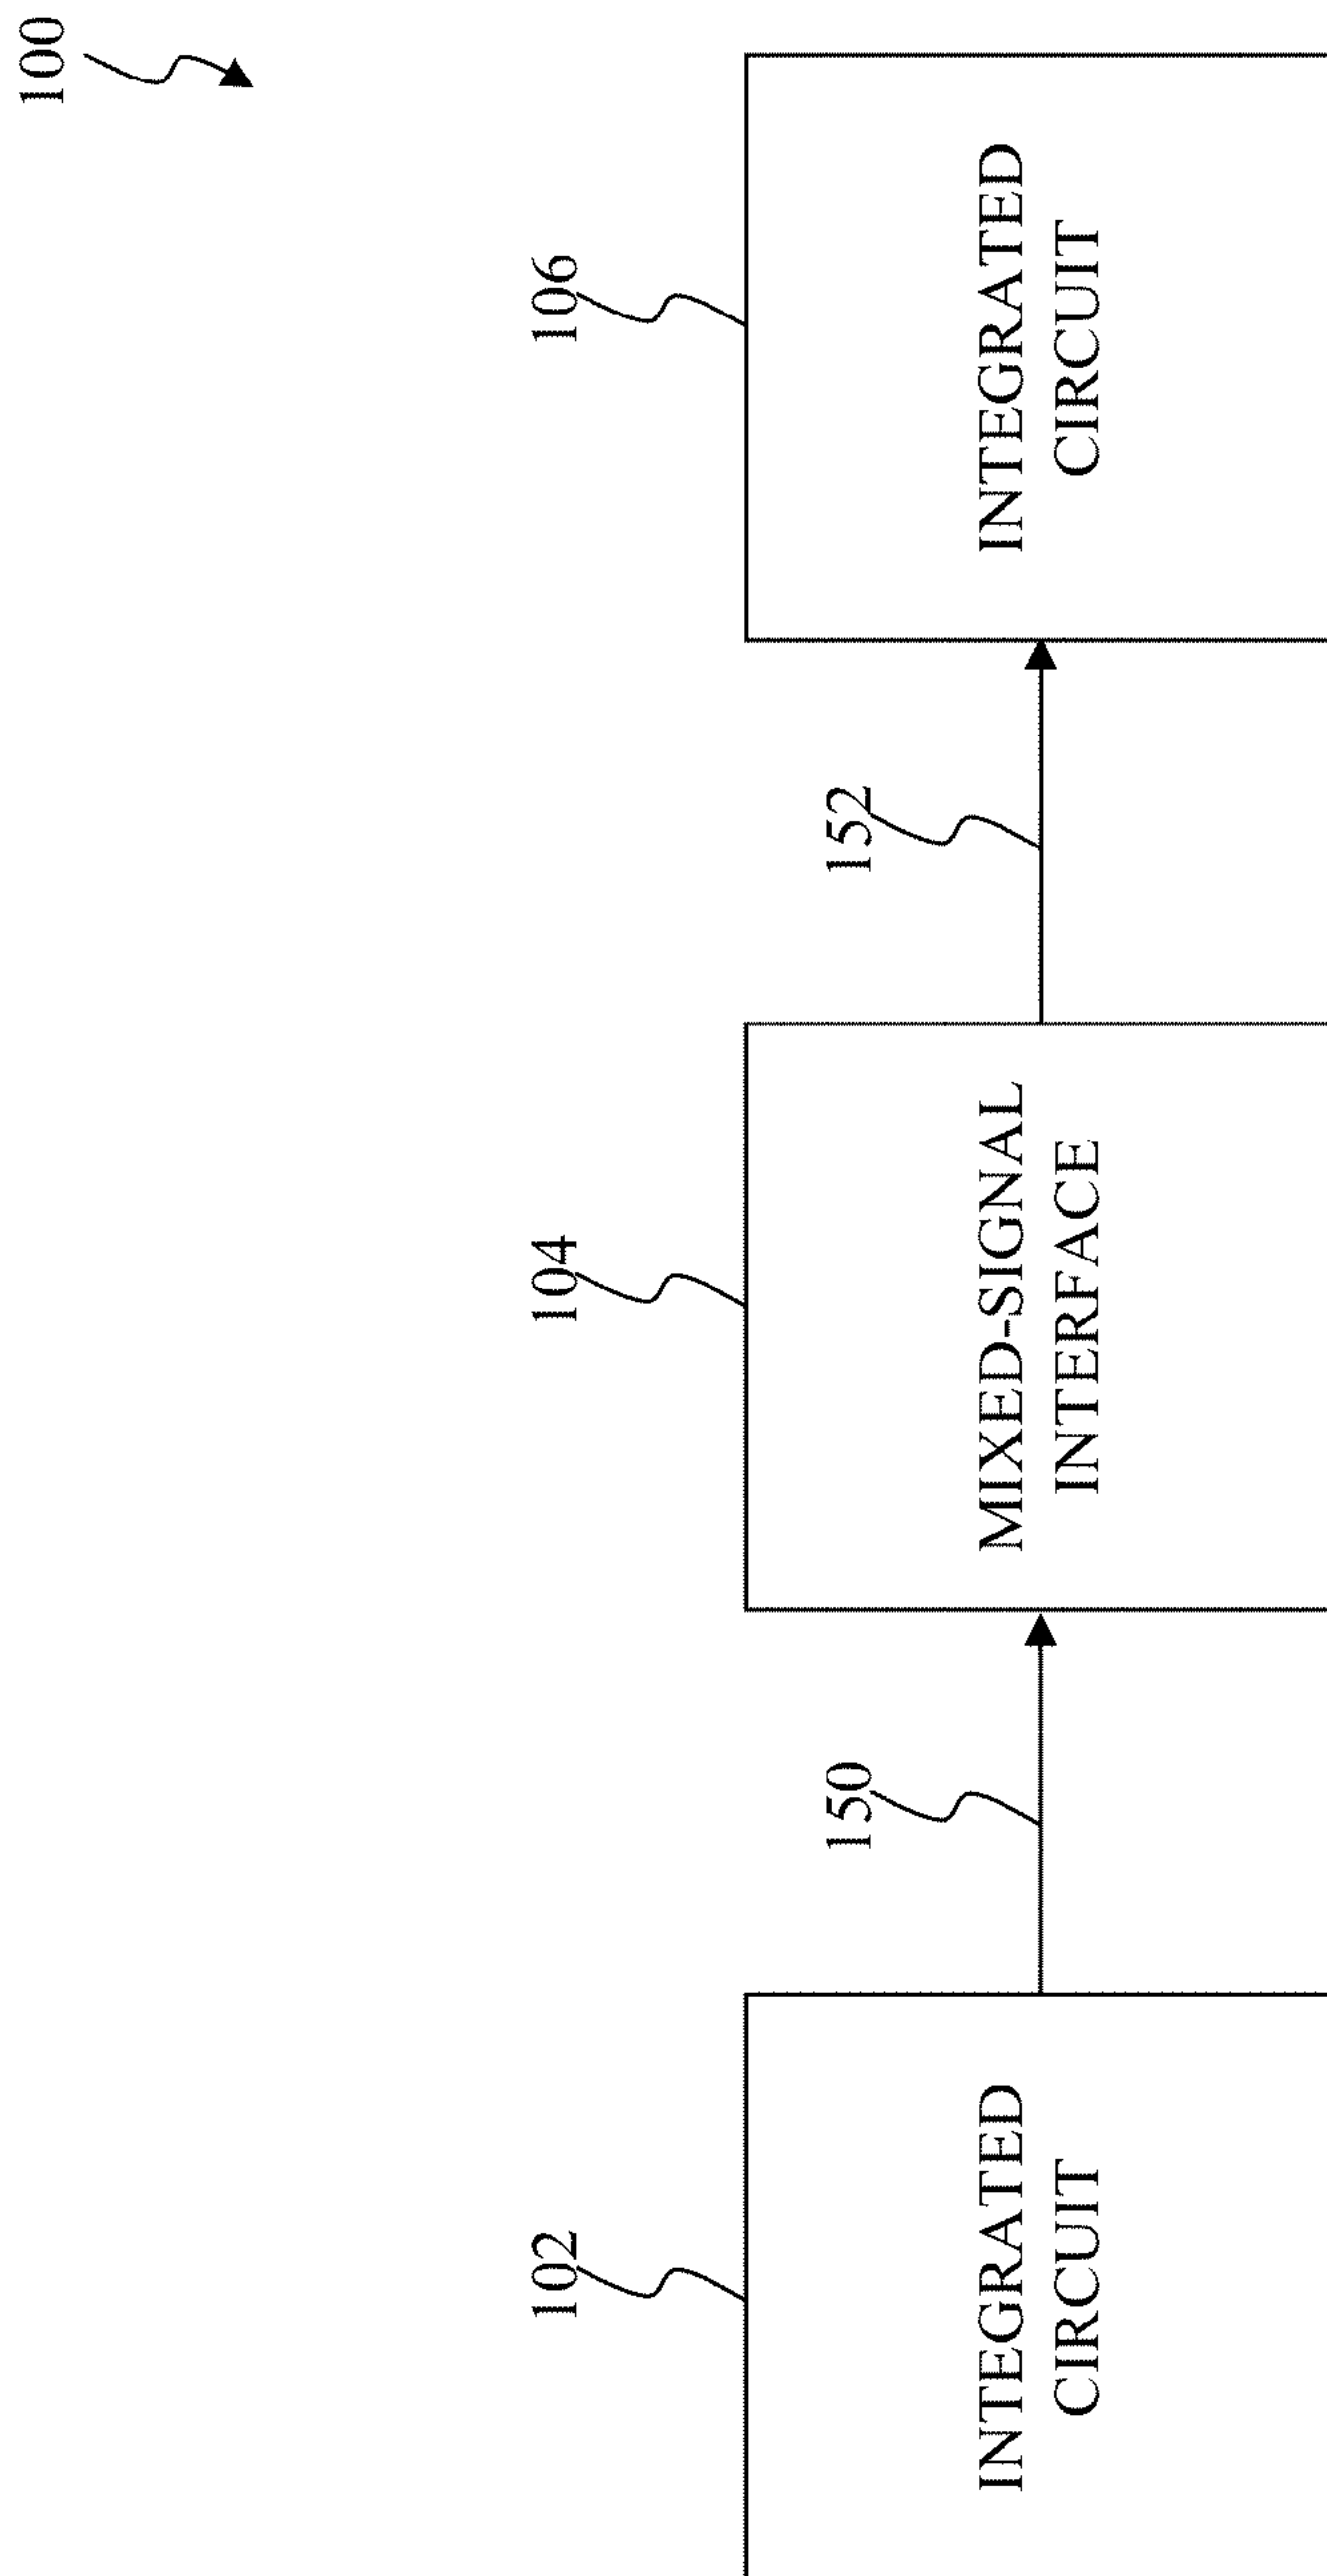 100
102
104
106
150
152
INTEGRATED
CIRCUIT
MIXED-SIGNAL
INTERFACE
INTEGRATED
CIRCUIT